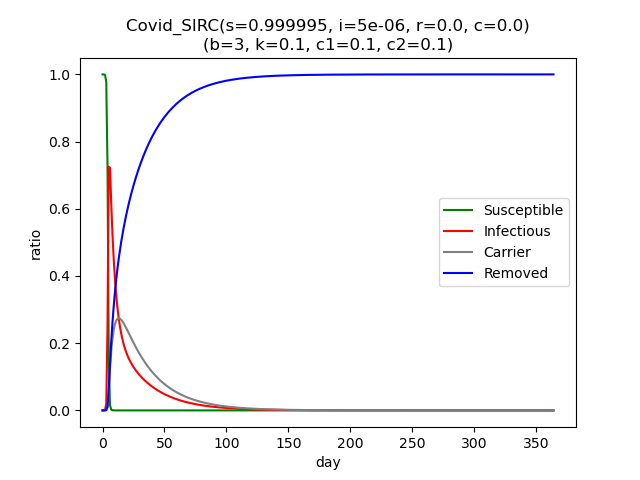 Covid_SIRC(s=0.999995, i=5e-06, r=0.0, c=0.0)
(b=3, k=0.1, c1=0.1, c2=0.1)
1.0
0.8
0.6
0.4
0.2
0.0
ratio
Susceptible
Infectious
Carrier
Removed
0 50 100 150 200 250 300 350
day